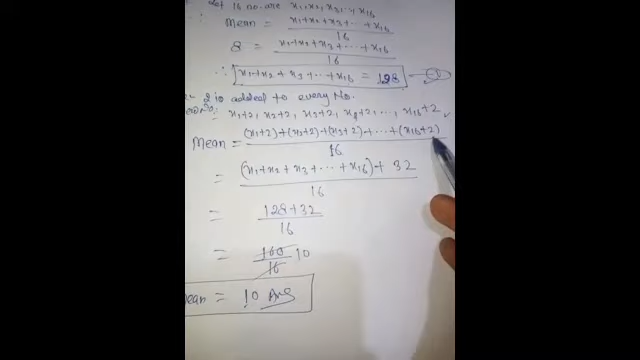 Let 16 no. are x₁, x₂, x₃, ..., x₁₆
∴ Mean = (x₁+x₂+x₃+...+x₁₆)/16
8 = (x₁+x₂+x₃+...+x₁₆)/16
∴ x₁+x₂+x₃+...+x₁₆ = 128 —①
2 is added to every No.
x₁+2, x₂+2, x₃+2, x₄+2, ..., x₁₆+2
Mean = ((x₁+2)+(x₂+2)+(x₃+2)+...+(x₁₆+2))/16
= ((x₁+x₂+x₃+...+x₁₆)+32)/16
= (128+32)/16
= 160/16 10
Mean = 10 Ans